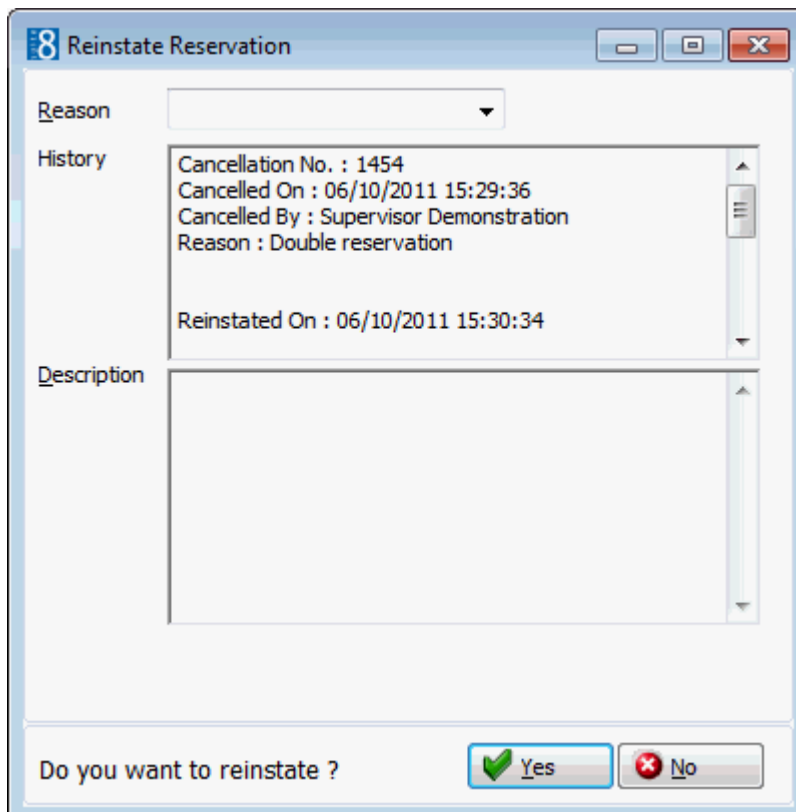 8 Reinstate Reservation
Reason
History
Cancellation No. : 1454
Cancelled On : 06/10/2011 15:29:36
Cancelled By : Supervisor Demonstration
Reason : Double reservation
Reinstated On : 06/10/2011 15:30:34
Description
Do you want to reinstate ?
Yes
No